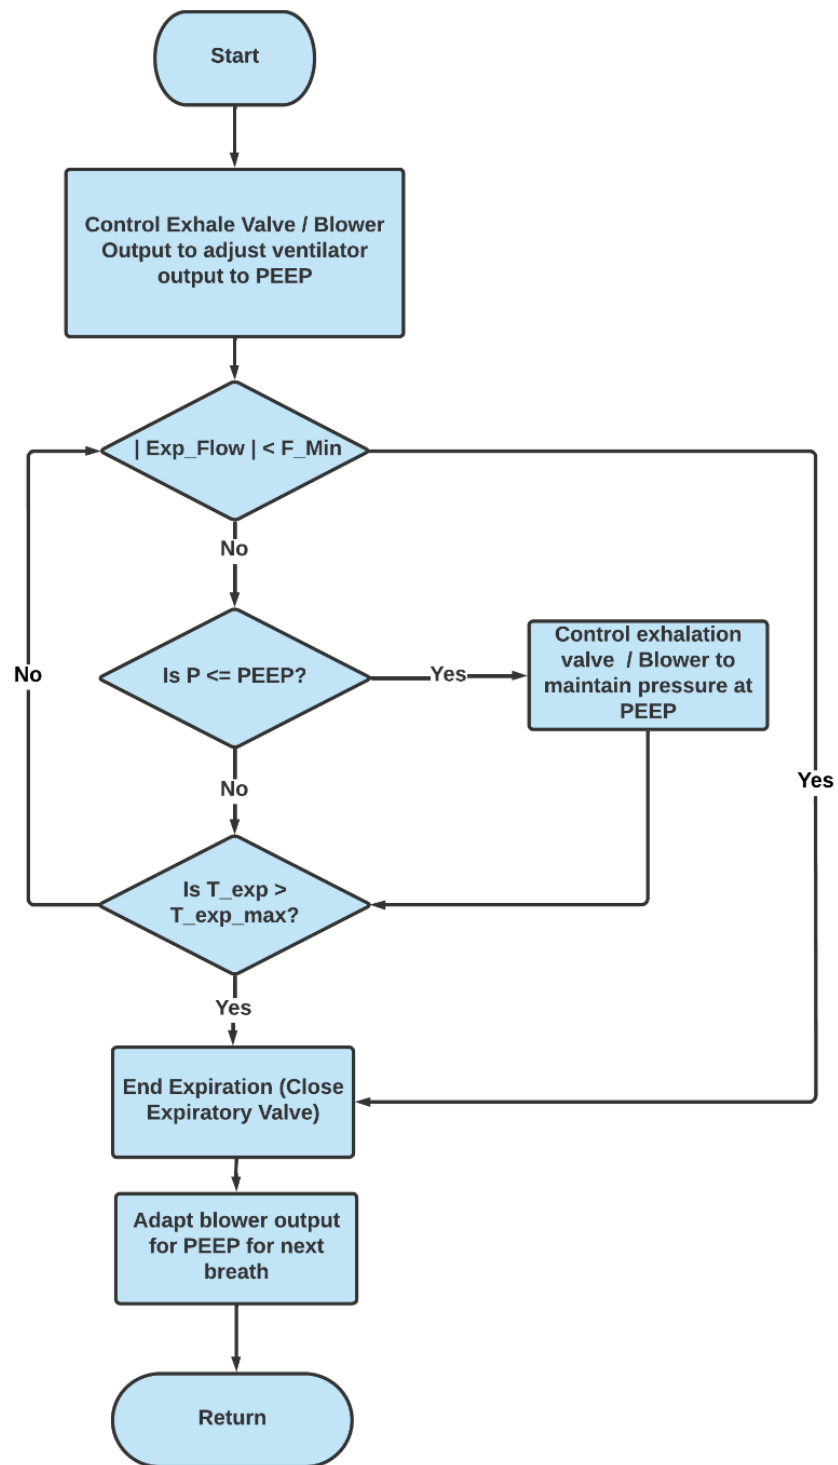 Start
Control Exhale Valve / Blower
Output to adjust ventilator
output to PEEP
| Exp_Flow | < F_Min
No
Is P <= PEEP?
Yes
Control exhalation
valve / Blower to
maintain pressure at
PEEP
No
No
Yes
Is T_exp >
T_exp_max?
Yes
End Expiration (Close
Expiratory Valve)
Adapt blower output
for PEEP for next
breath
Return